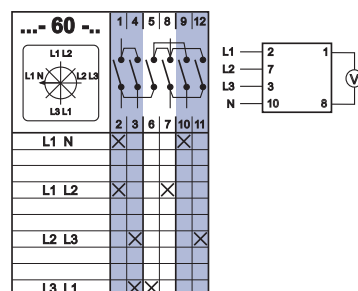 ...- 60 -..
1 4 5 8 9 12
L1 L2
L1 N L2 L3
L3 L1
2 3 6 7 10 11
L1 N
L1 L2
L2 L3
L3 L1
L1 2 1
L2 7
L3 3
N 10 8
V